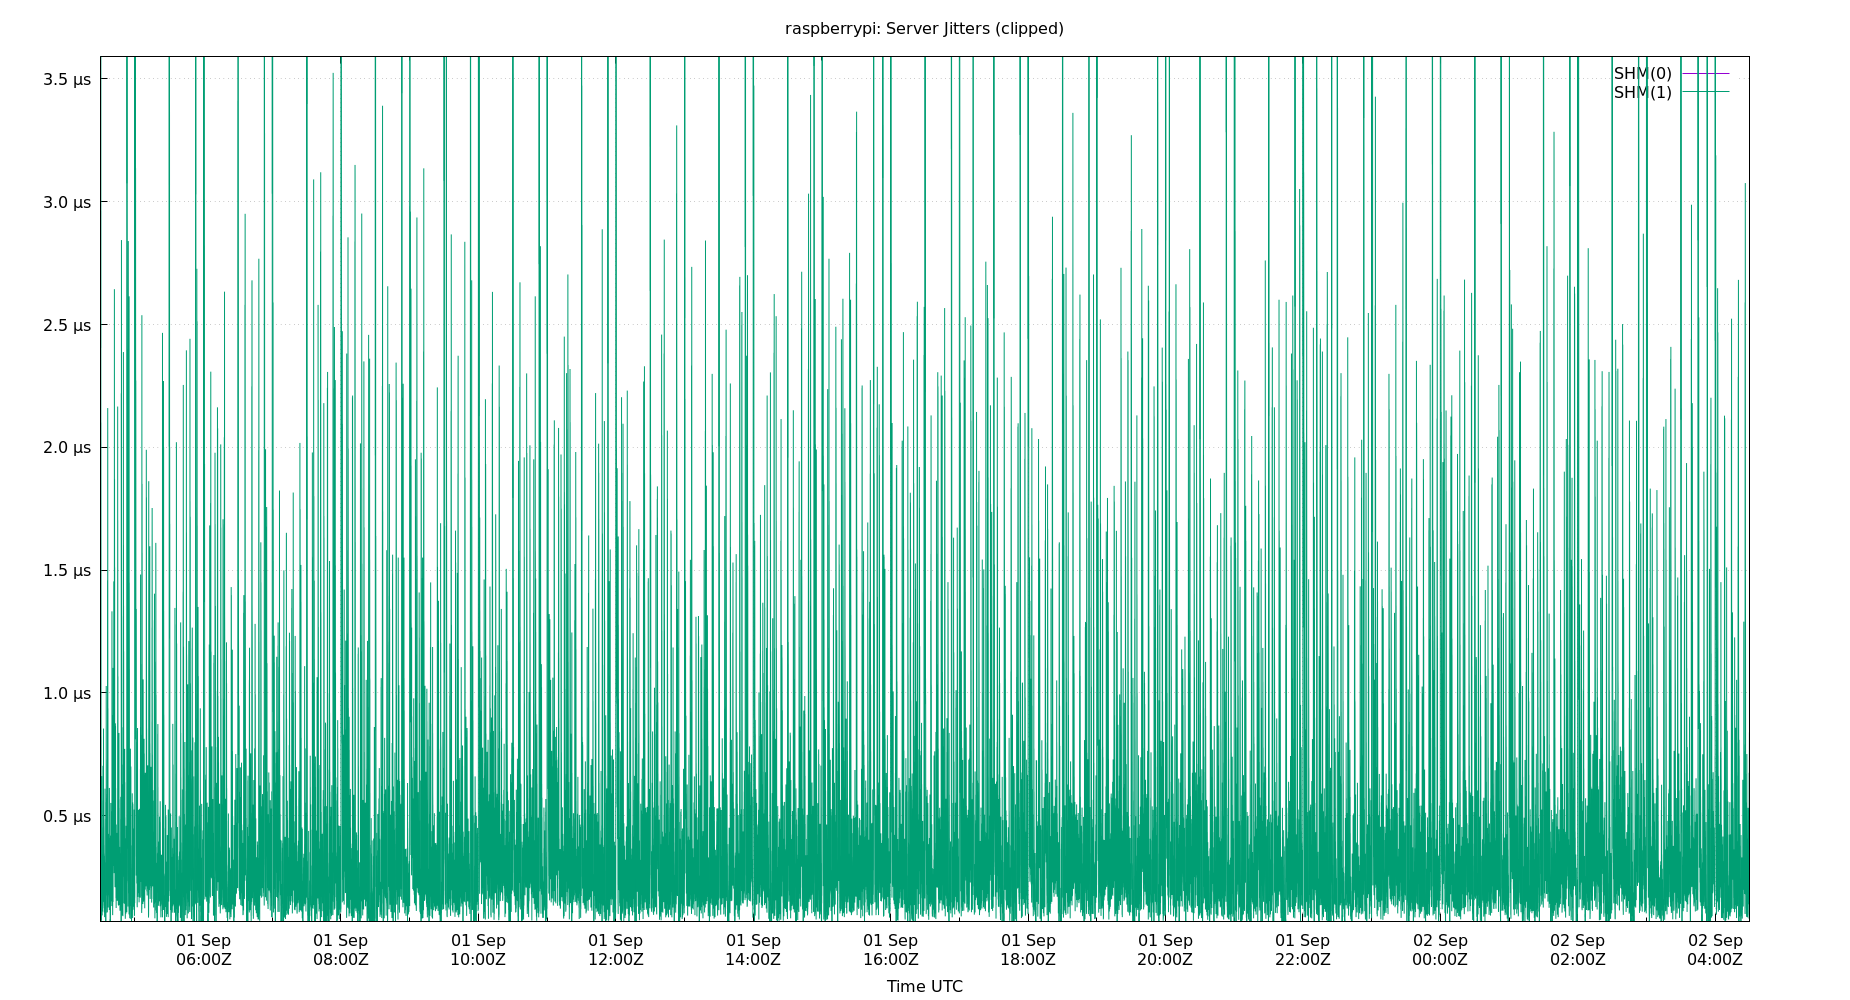 raspberrypi: Server Jitters (clipped)
3.5 µs
3.0 µs
2.5 µs
2.0 µs
1.5 µs
1.0 µs
0.5 µs
SHM(0)
SHM(1)
01 Sep 01 Sep 01 Sep 01 Sep 01 Sep 01 Sep 01 Sep 01 Sep 01 Sep 02 Sep 02 Sep 02 Sep
06:00Z 08:00Z 10:00Z 12:00Z 14:00Z 16:00Z 18:00Z 20:00Z 22:00Z 00:00Z 02:00Z 04:00Z
Time UTC